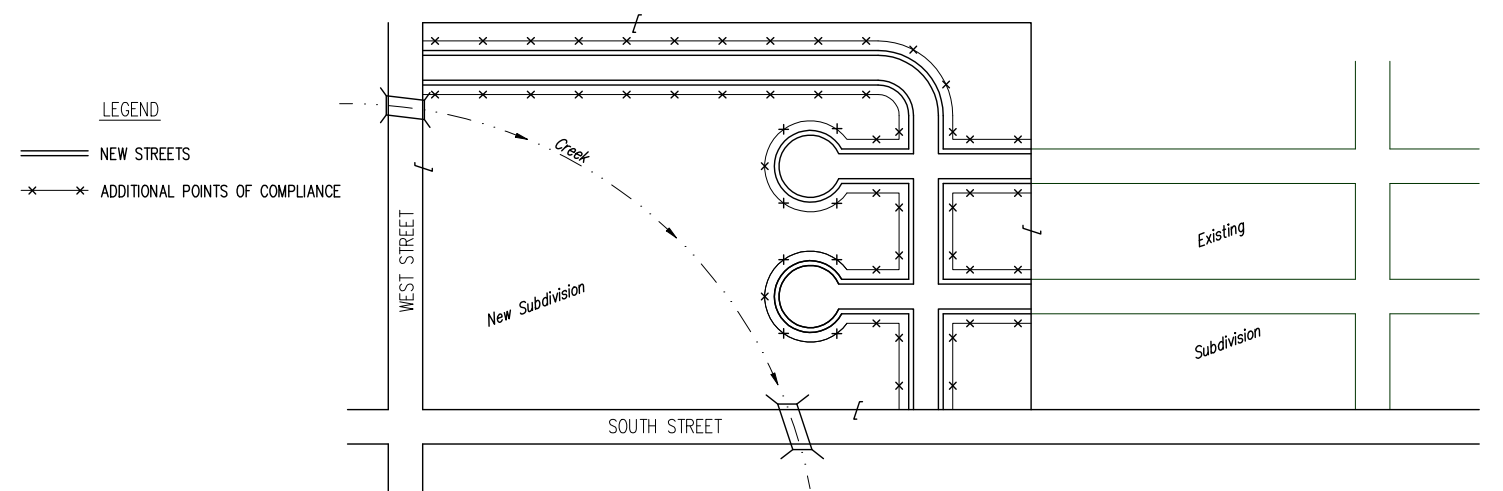 LEGEND
NEW STREETS
ADDITIONAL POINTS OF COMPLIANCE
WEST STREET
Creek
New Subdivision
Existing
Subdivision
SOUTH STREET